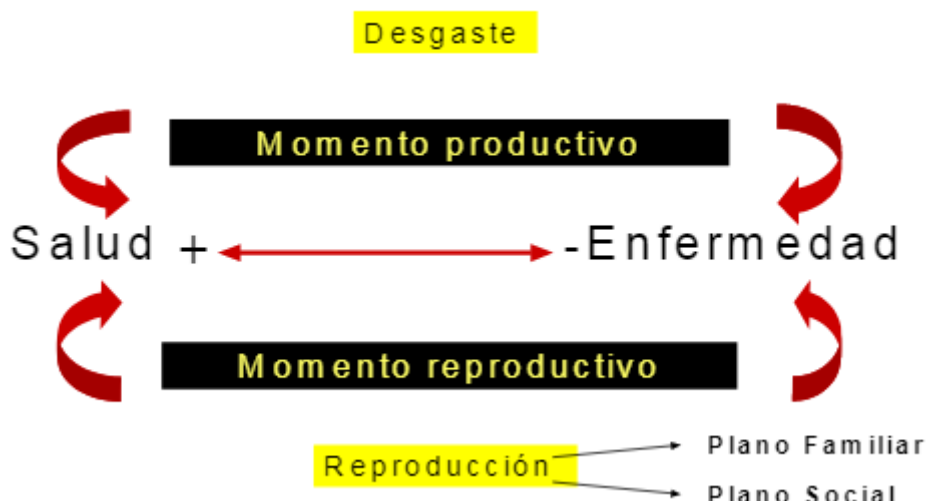 Desgaste
Momento productivo
Salud + -Enfermedad
Momento reproductivo
Plano Familiar
Reproducción
Plano Social